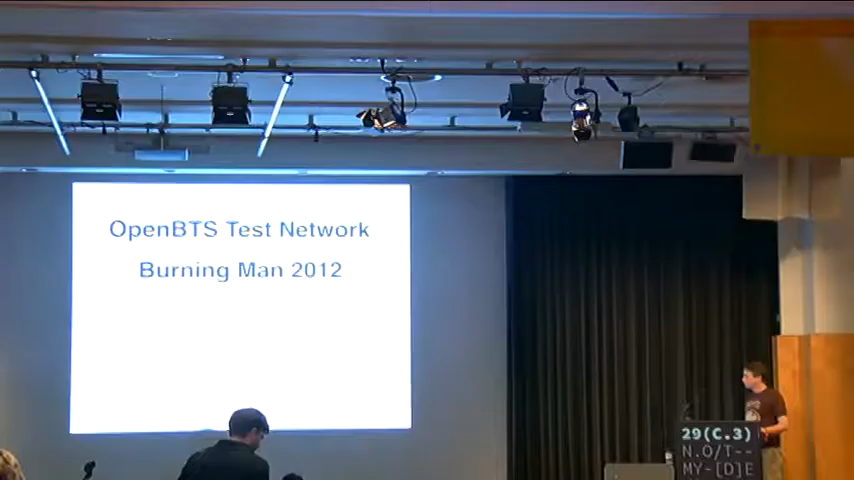 OpenBTS Test Network
Burning Man 2012
29(C.3)
N.O/T--
MY-[D]E